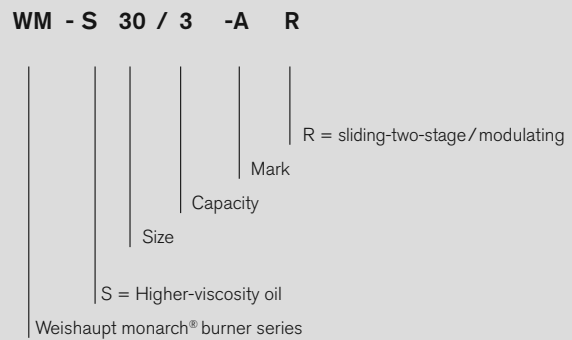 WM - S 30 / 3 -A R
R = sliding-two-stage/modulating
Mark
Capacity
Size
S = Higher-viscosity oil
Weishaupt monarch® burner series